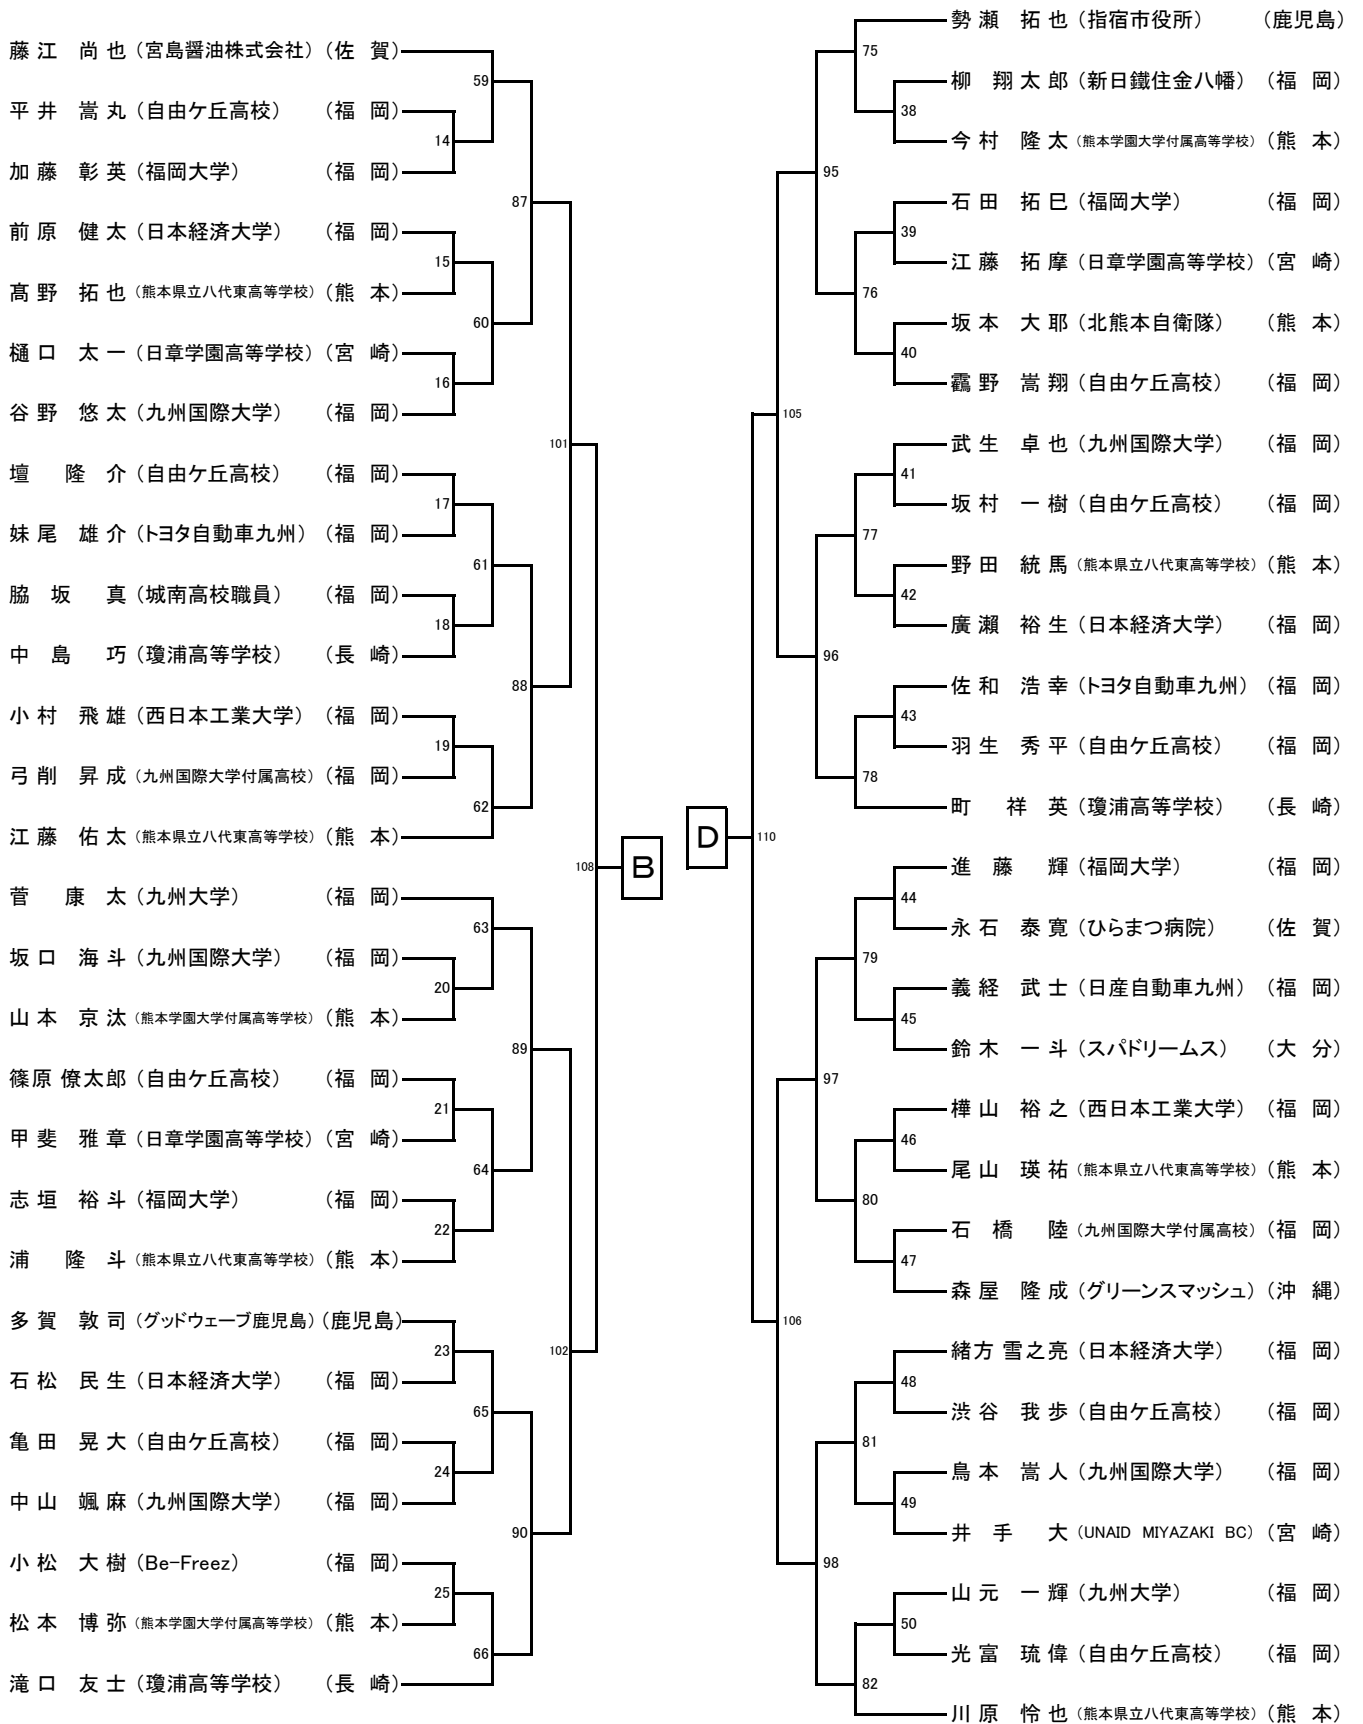 藤江 尚也（宮島醤油株式会社）（佐 賀）
59
平井 嵩丸（自由ケ丘高校）（福 岡）
14
加藤 彰英（福岡大学）（福 岡）
87
前原 健太（日本経済大学）（福 岡）
15
髙野 拓也（熊本県立八代東高等学校）（熊 本）
60
樋口 太一（日章学園高等学校）（宮 崎）
16
谷野 悠太（九州国際大学）（福 岡）
101
壇 隆介（自由ケ丘高校）（福 岡）
17
妹尾 雄介（トヨタ自動車九州）（福 岡）
61
脇坂 真（城南高校職員）（福 岡）
18
中島 巧（瓊浦高等学校）（長 崎）
88
小村 飛雄（西日本工業大学）（福 岡）
19
弓削 昇成（九州国際大学付属高校）（福 岡）
62
江藤 佑太（熊本県立八代東高等学校）（熊 本）
108
B
菅 康太（九州大学）（福 岡）
63
坂口 海斗（九州国際大学）（福 岡）
20
山本 京汰（熊本学園大学付属高等学校）（熊 本）
89
篠原 僚太郎（自由ケ丘高校）（福 岡）
21
甲斐 雅章（日章学園高等学校）（宮 崎）
64
志垣 裕斗（福岡大学）（福 岡）
22
浦 隆斗（熊本県立八代東高等学校）（熊 本）
多賀 敦司（グッドウェーブ鹿児島）（鹿児島）
23
102
石松 民生（日本経済大学）（福 岡）
65
亀田 晃大（自由ケ丘高校）（福 岡）
24
中山 颯麻（九州国際大学）（福 岡）
90
小松 大樹（Be-Freez）（福 岡）
25
松本 博弥（熊本学園大学付属高等学校）（熊 本）
66
滝口 友士（瓊浦高等学校）（長 崎）
勢瀬 拓也（指宿市役所）（鹿児島）
75
柳 翔太郎（新日鐵住金八幡）（福 岡）
38
今村 隆太（熊本学園大学付属高等学校）（熊 本）
95
石田 拓巳（福岡大学）（福 岡）
39
江藤 拓摩（日章学園高等学校）（宮 崎）
76
坂本 大耶（北熊本自衛隊）（熊 本）
40
靍野 嵩翔（自由ケ丘高校）（福 岡）
105
武生 卓也（九州国際大学）（福 岡）
41
坂村 一樹（自由ケ丘高校）（福 岡）
77
野田 統馬（熊本県立八代東高等学校）（熊 本）
42
廣瀬 裕生（日本経済大学）（福 岡）
96
佐和 浩幸（トヨタ自動車九州）（福 岡）
43
羽生 秀平（自由ケ丘高校）（福 岡）
78
町 祥英（瓊浦高等学校）（長 崎）
D
110
進藤 輝（福岡大学）（福 岡）
44
永石 泰寛（ひらまつ病院）（佐 賀）
79
義経 武士（日産自動車九州）（福 岡）
45
鈴木 一斗（スパドリームス）（大 分）
97
樺山 裕之（西日本工業大学）（福 岡）
46
尾山 瑛祐（熊本県立八代東高等学校）（熊 本）
80
石橋 陸（九州国際大学付属高校）（福 岡）
47
森屋 隆成（グリーンスマッシュ）（沖 縄）
106
緒方 雪之亮（日本経済大学）（福 岡）
48
渋谷 我歩（自由ケ丘高校）（福 岡）
81
鳥本 嵩人（九州国際大学）（福 岡）
49
井手 大（UNAID MIYAZAKI BC）（宮 崎）
98
山元 一輝（九州大学）（福 岡）
50
光富 琉偉（自由ケ丘高校）（福 岡）
82
川原 怜也（熊本県立八代東高等学校）（熊 本）